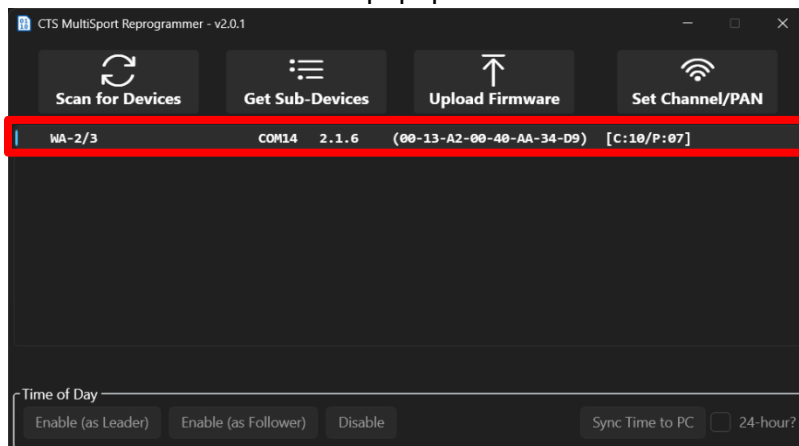 CTS MultiSport Reprogrammer - v2.0.1
Scan for Devices Get Sub-Devices Upload Firmware Set Channel/PAN
WA-2/3 COM14 2.1.6 (00-13-A2-00-40-AA-34-D9) [C:10/P:07]
Time of Day
Enable (as Leader) Enable (as Follower) Disable Sync Time to PC 24-hour?